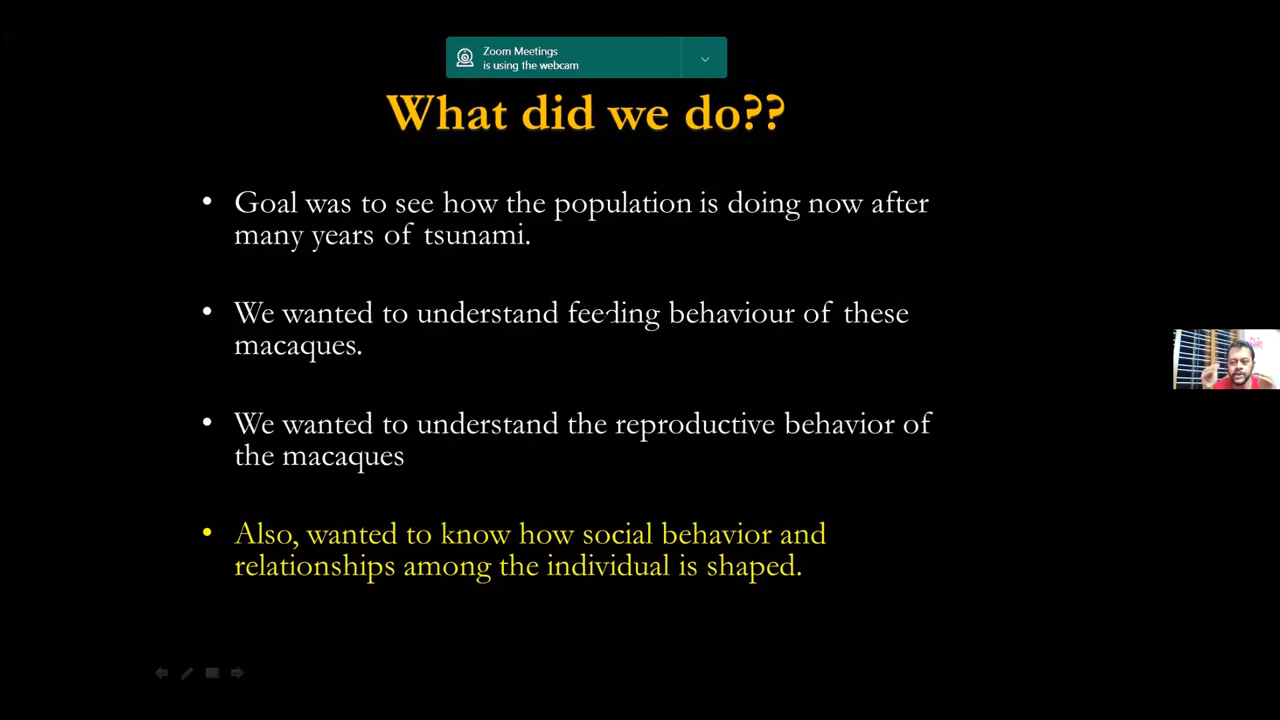 Zoom Meetings
is using the webcam
What did we do??
• Goal was to see how the population is doing now after
many years of tsunami.
• We wanted to understand feeding behaviour of these
macaques.
• We wanted to understand the reproductive behavior of
the macaques
• Also, wanted to know how social behavior and
relationships among the individual is shaped.